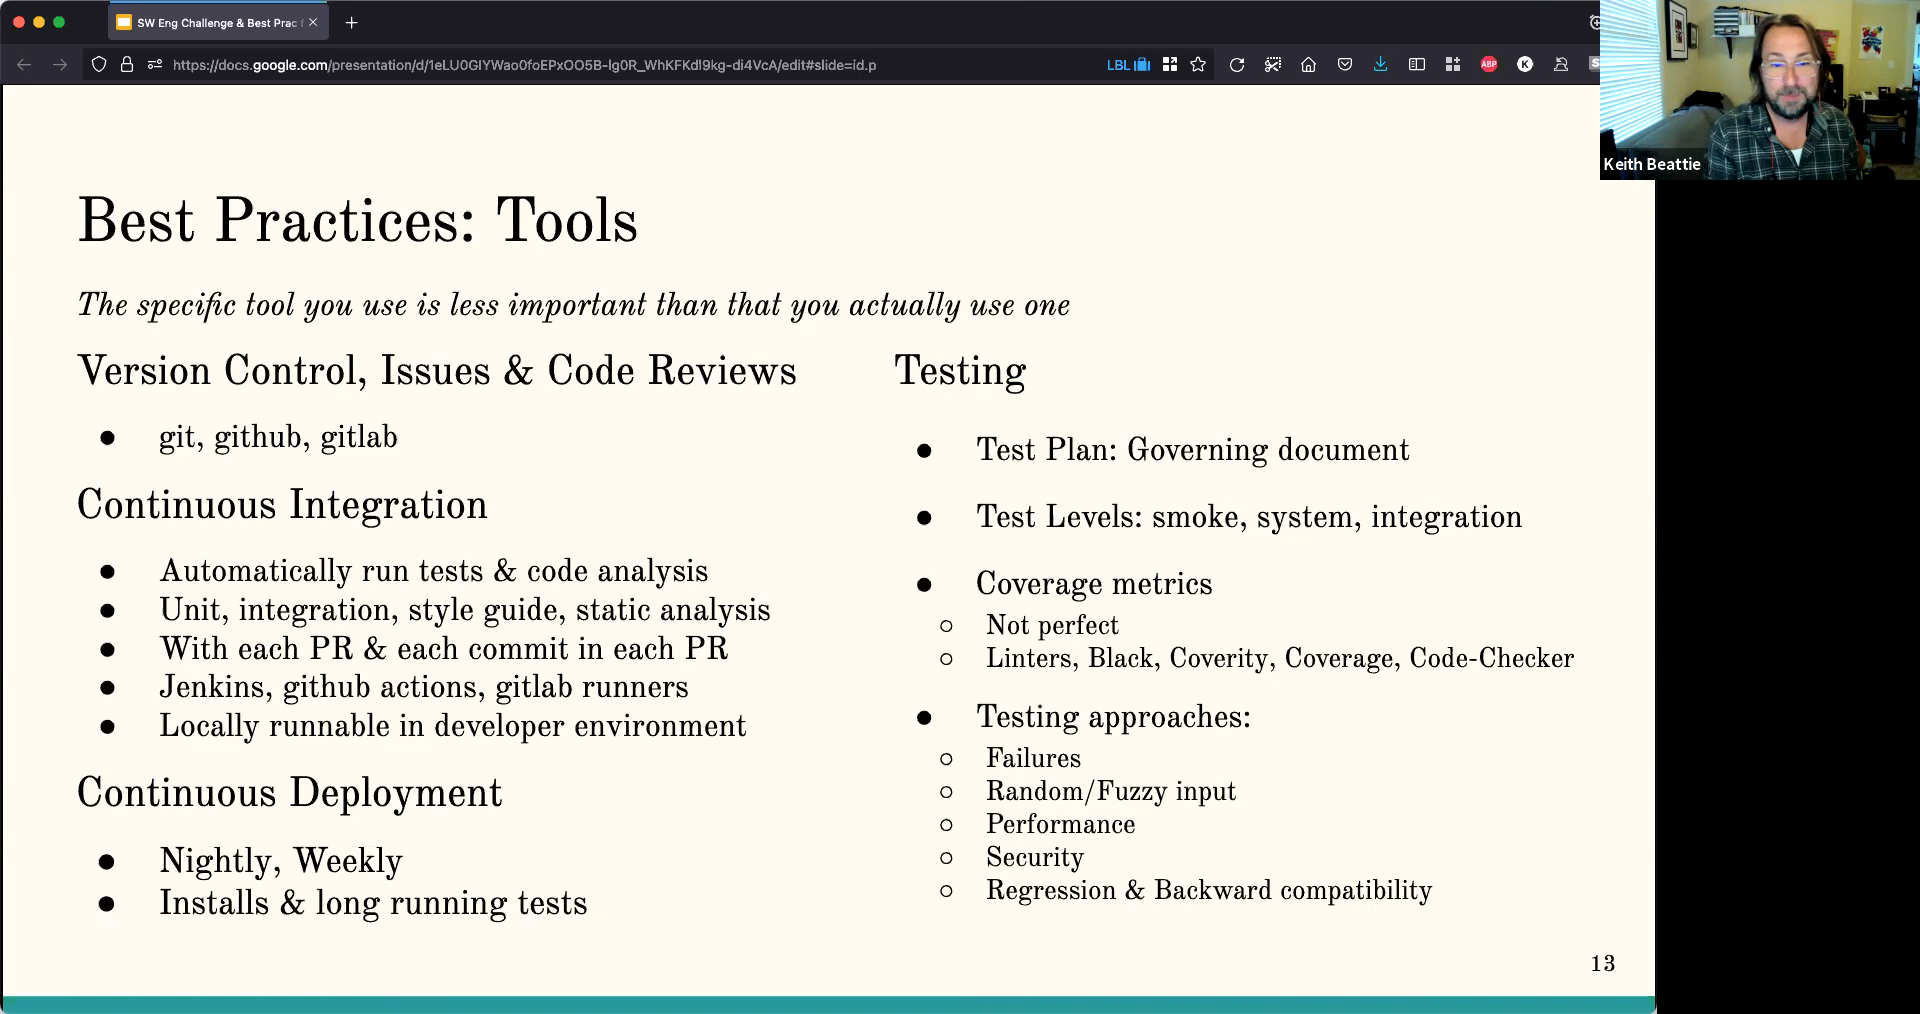 SW Eng Challenge & Best Prac
https://docs.google.com/presentation/d/1eLU0GIYWao0foEPxOO5B-Ig0R_WhKFKdl9kg-di4VcA/edit#slide=id.p
LBL
ABP
K
Keith Beattie
Best Practices: Tools
The specific tool you use is less important than that you actually use one
Version Control, Issues & Code Reviews
● git, github, gitlab
Continuous Integration
● Automatically run tests & code analysis
● Unit, integration, style guide, static analysis
● With each PR & each commit in each PR
● Jenkins, github actions, gitlab runners
● Locally runnable in developer environment
Continuous Deployment
● Nightly, Weekly
● Installs & long running tests
Testing
● Test Plan: Governing document
● Test Levels: smoke, system, integration
● Coverage metrics
○ Not perfect
○ Linters, Black, Coverity, Coverage, Code-Checker
● Testing approaches:
○ Failures
○ Random/Fuzzy input
○ Performance
○ Security
○ Regression & Backward compatibility
13